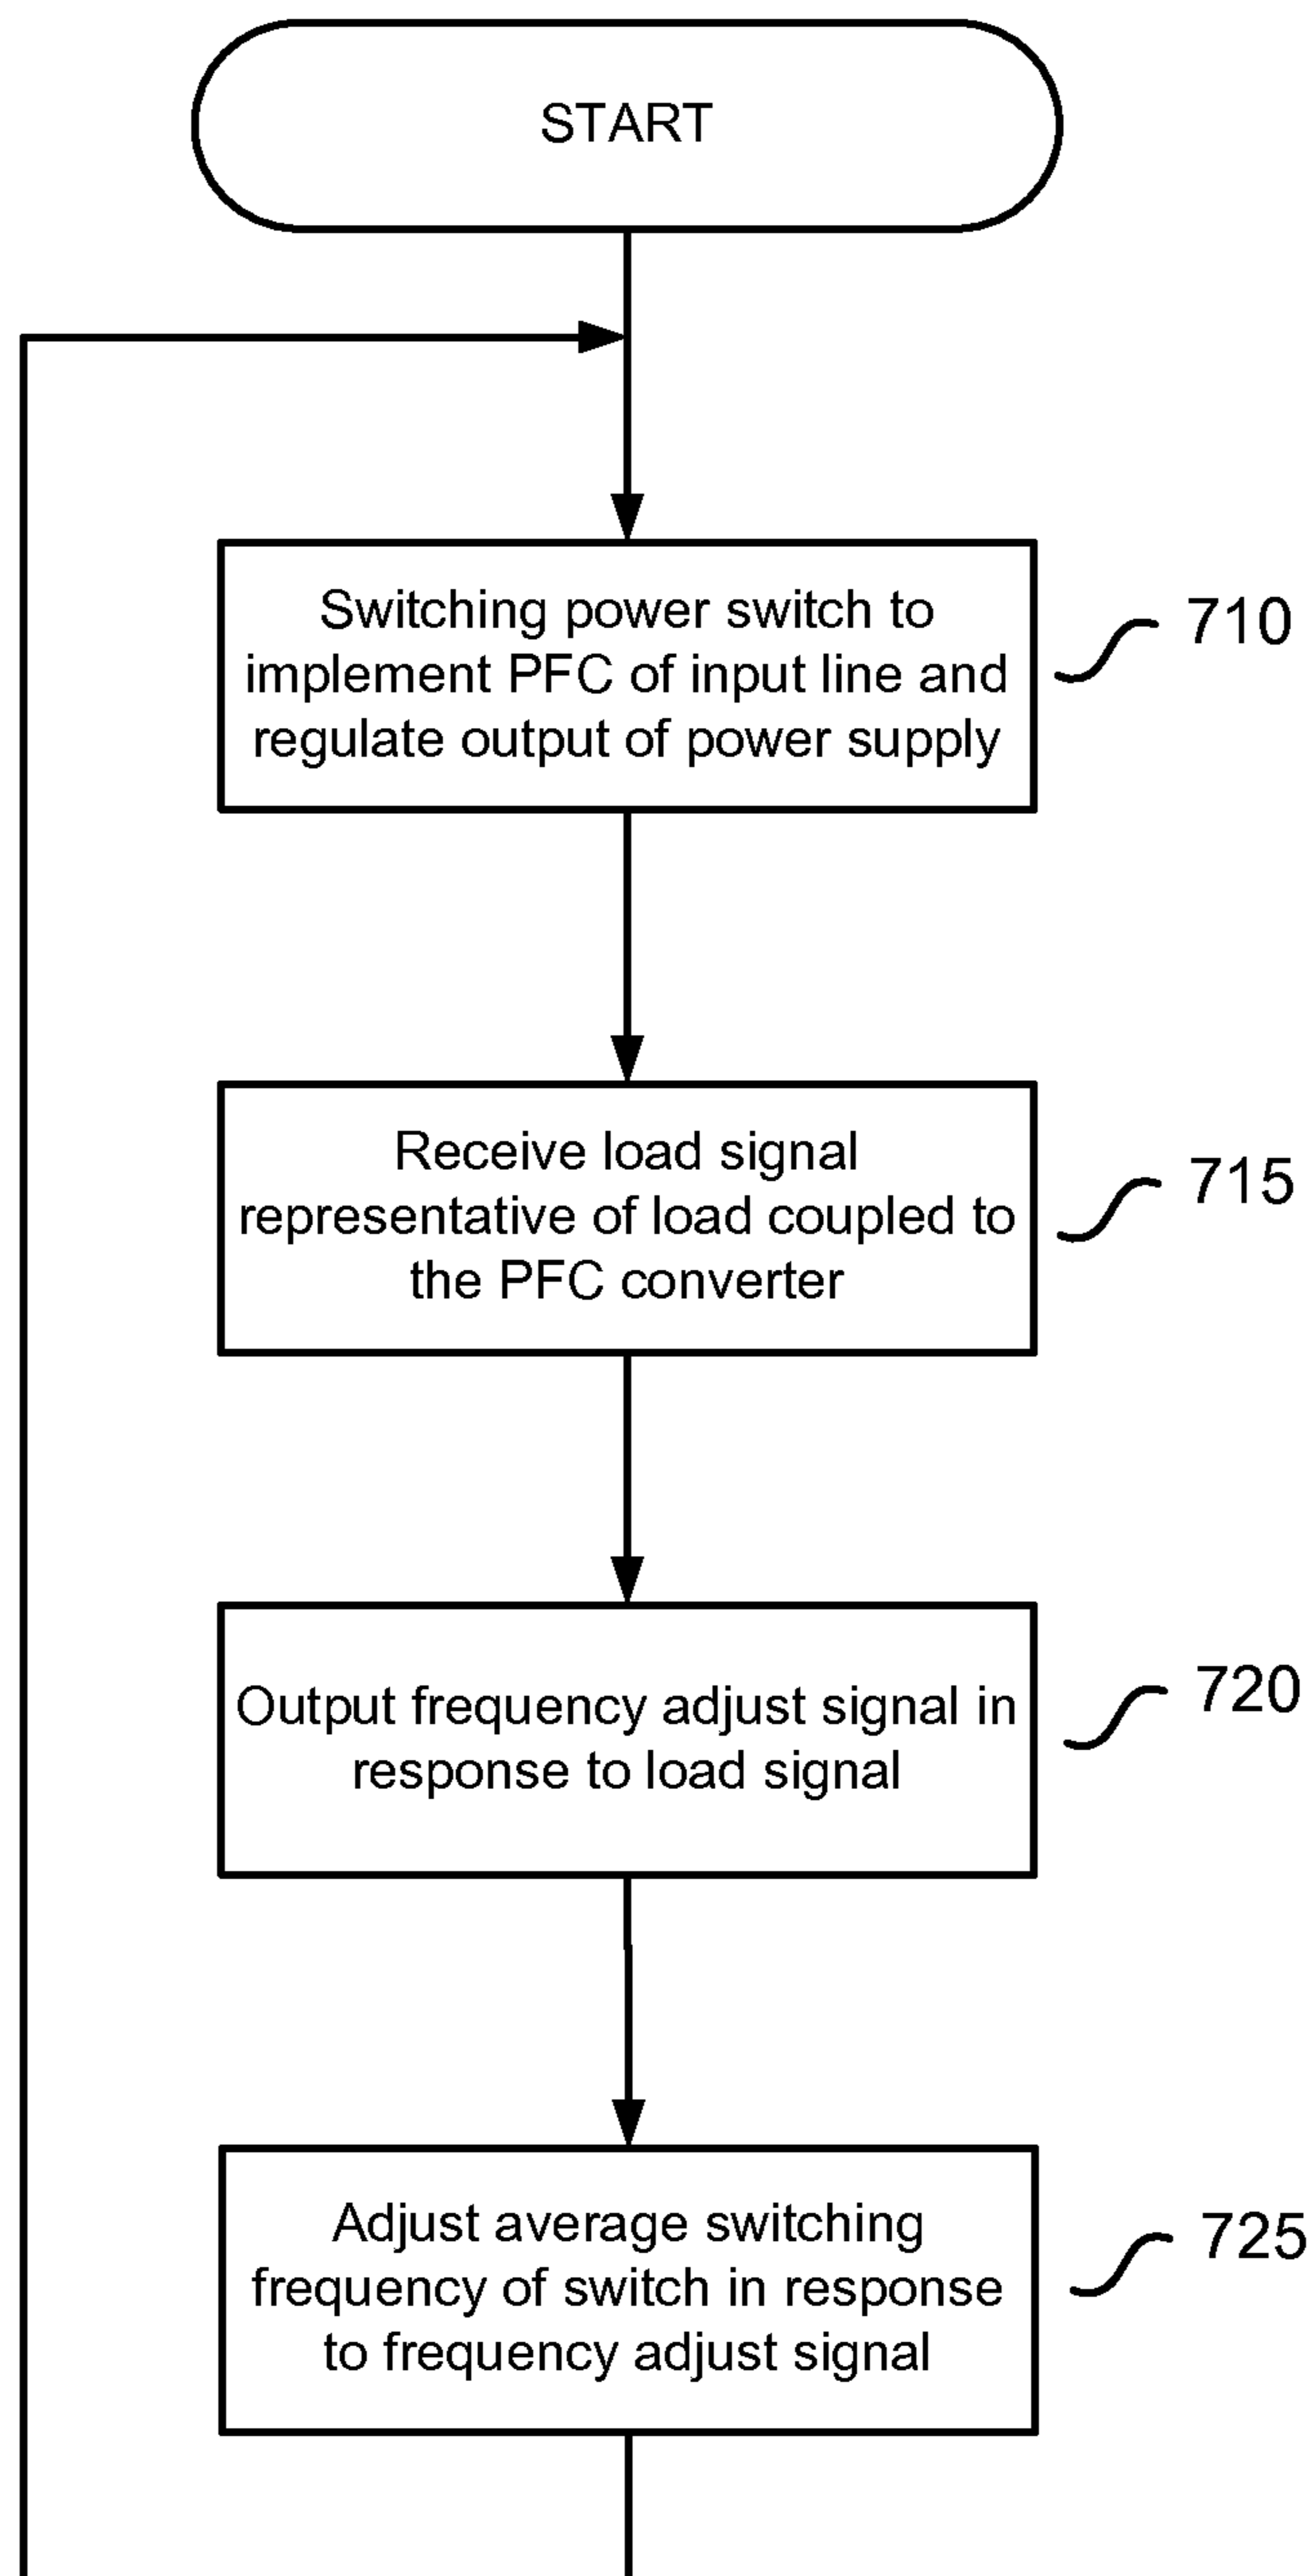 START
Switching power switch to
implement PFC of input line and
regulate output of power supply
710
Receive load signal
representative of load coupled to
the PFC converter
715
Output frequency adjust signal in
response to load signal
720
Adjust average switching
frequency of switch in response
to frequency adjust signal
725